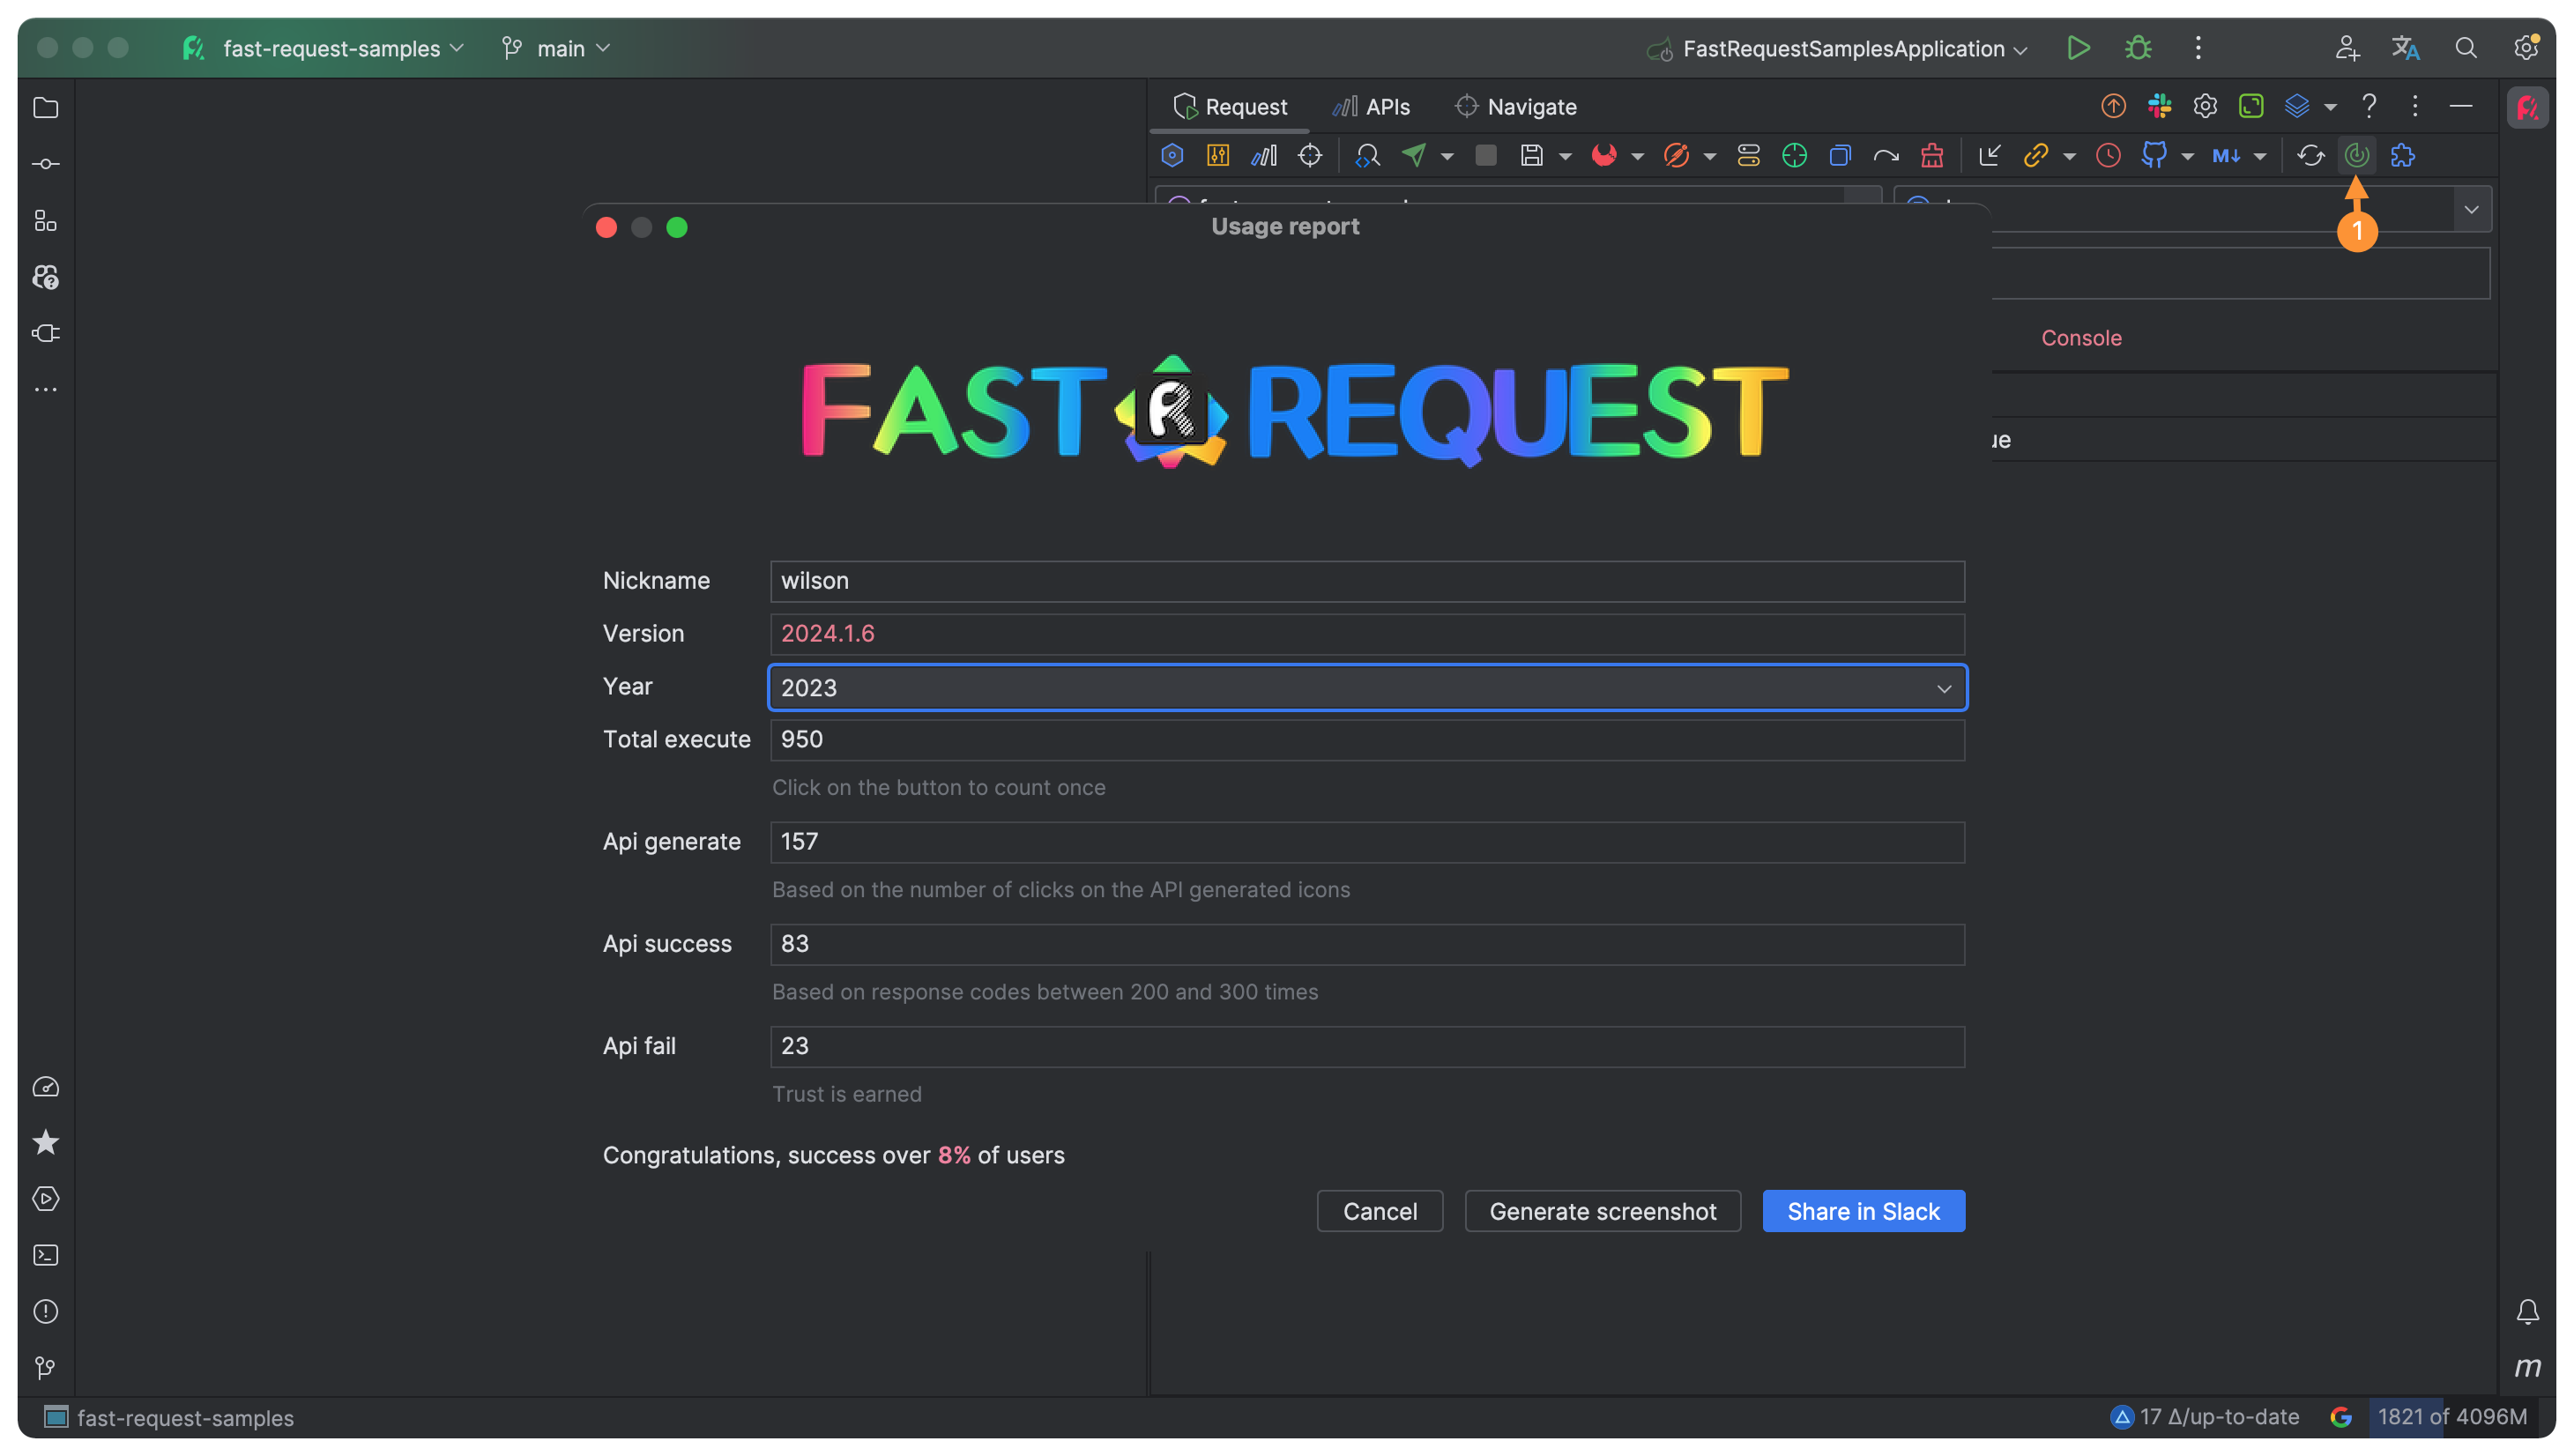 fast-request-samples
main
FastRequestSamplesApplication
Request
APIs
Navigate
M↓
1
Usage report
Console
FAST REQUEST
ue
Nickname
wilson
Version
2024.1.6
Year
2023
Total execute
950
Click on the button to count once
Api generate
157
Based on the number of clicks on the API generated icons
Api success
83
Based on response codes between 200 and 300 times
Api fail
23
Trust is earned
Congratulations, success over 8% of users
Cancel
Generate screenshot
Share in Slack
m
fast-request-samples
17 Δ/up-to-date
1821 of 4096M